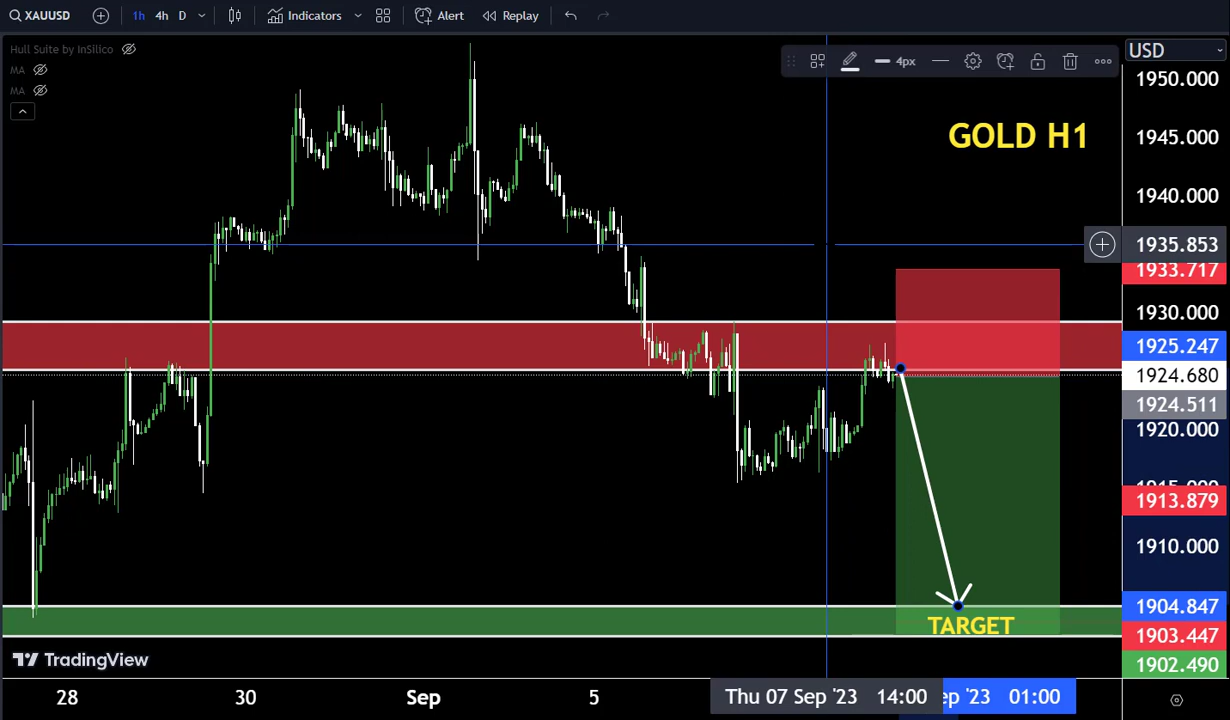 XAUUSD 1h 4h D Indicators Alert Replay
Hull Suite by InSilico
MA
MA
4px
USD
GOLD H1
1950.000
1945.000
1940.000
1935.853
1933.717
1930.000
1925.247
1924.680
1924.511
1920.000
1915.000
1913.879
1910.000
1904.847
TARGET
1903.447
1902.490
TradingView
28 30 Sep 5 Thu 07 Sep '23 14:00 ep '23 01:00